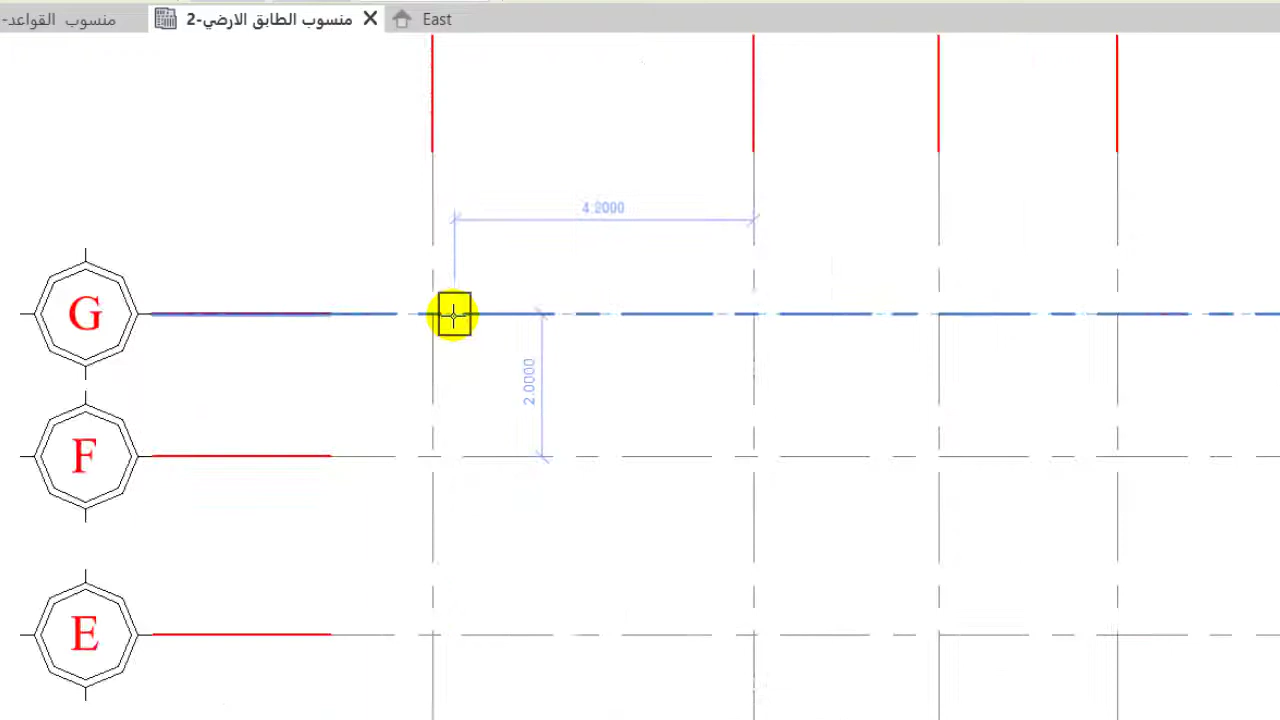 منسوب القواعد-
2-منسوب الطابق الارضي
East
4.2000
G
2.0000
F
E